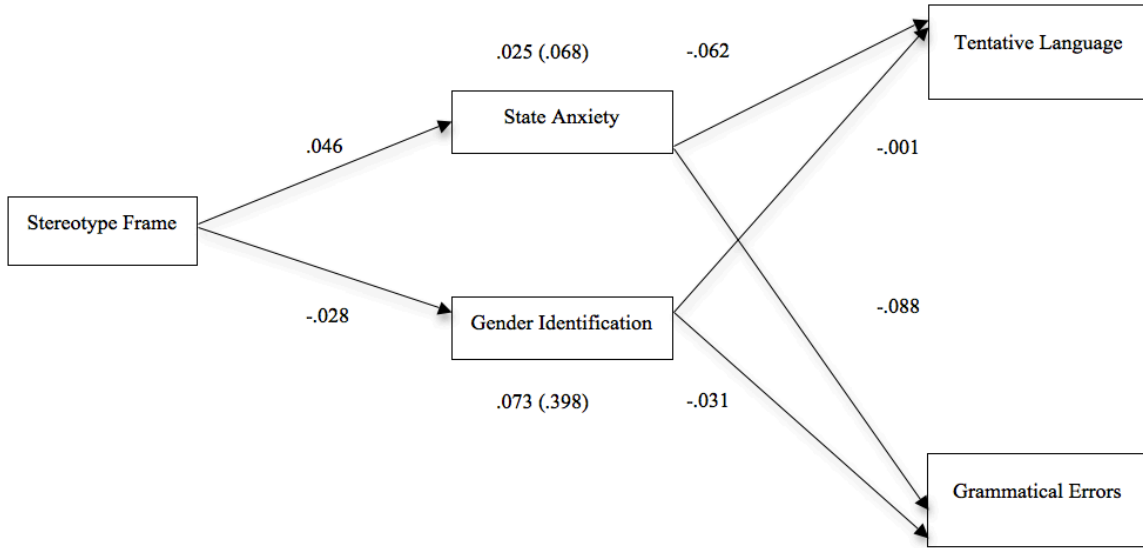 Tentative Language
.025 (.068)
-.062
State Anxiety
.046
-.001
Stereotype Frame
-.028
Gender Identification
-.088
.073 (.398)
-.031
Grammatical Errors